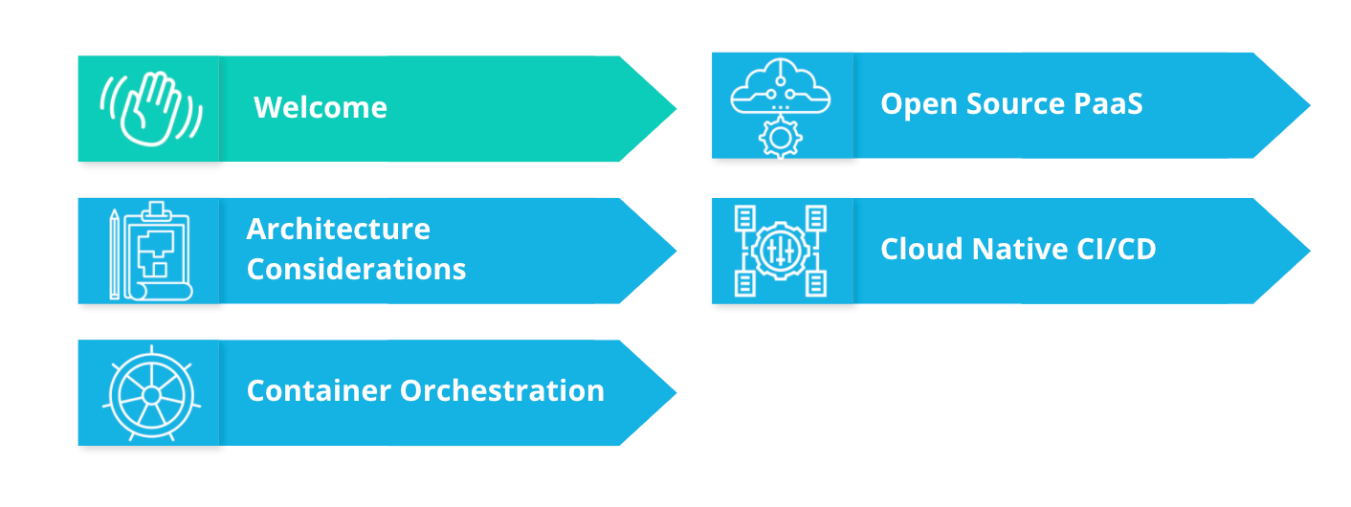 Welcome
Architecture
Considerations
Container Orchestration
Open Source PaaS
Cloud Native CI/CD